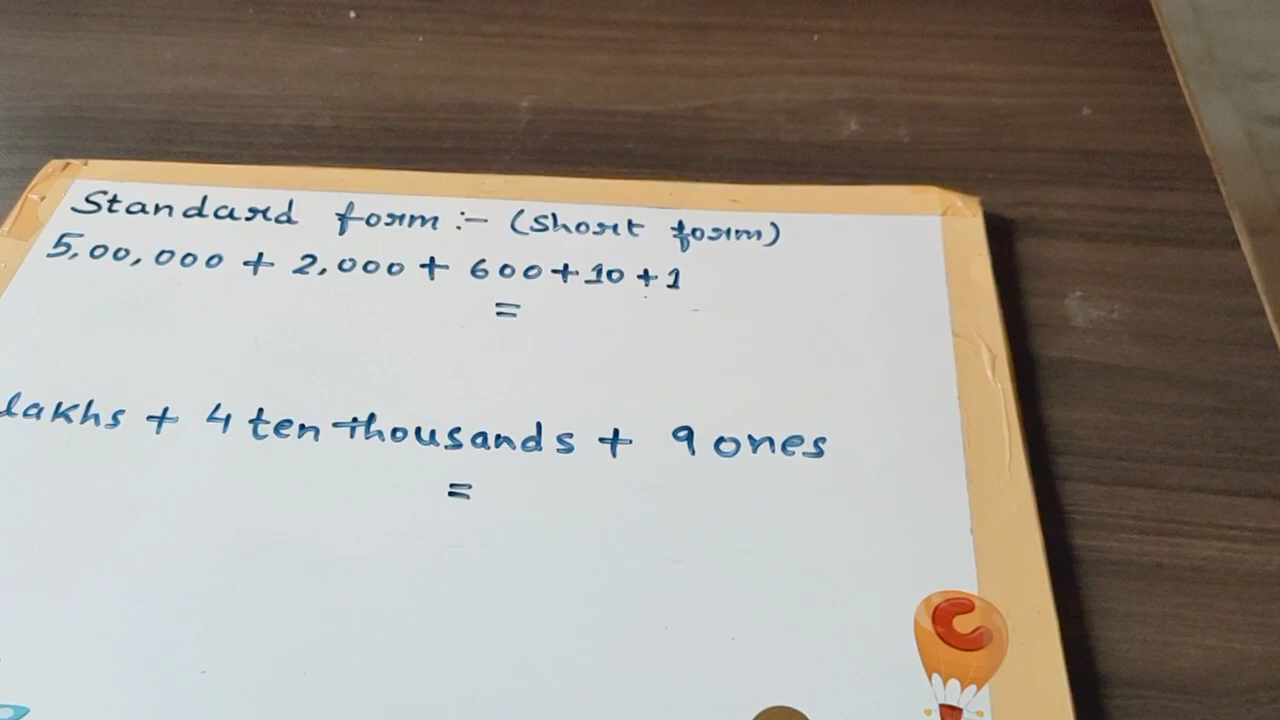 Standard form :- (Short form)
5,00,000 + 2,000 + 600 + 10 + 1
=
lakhs + 4 ten thousands + 9 ones
=
C